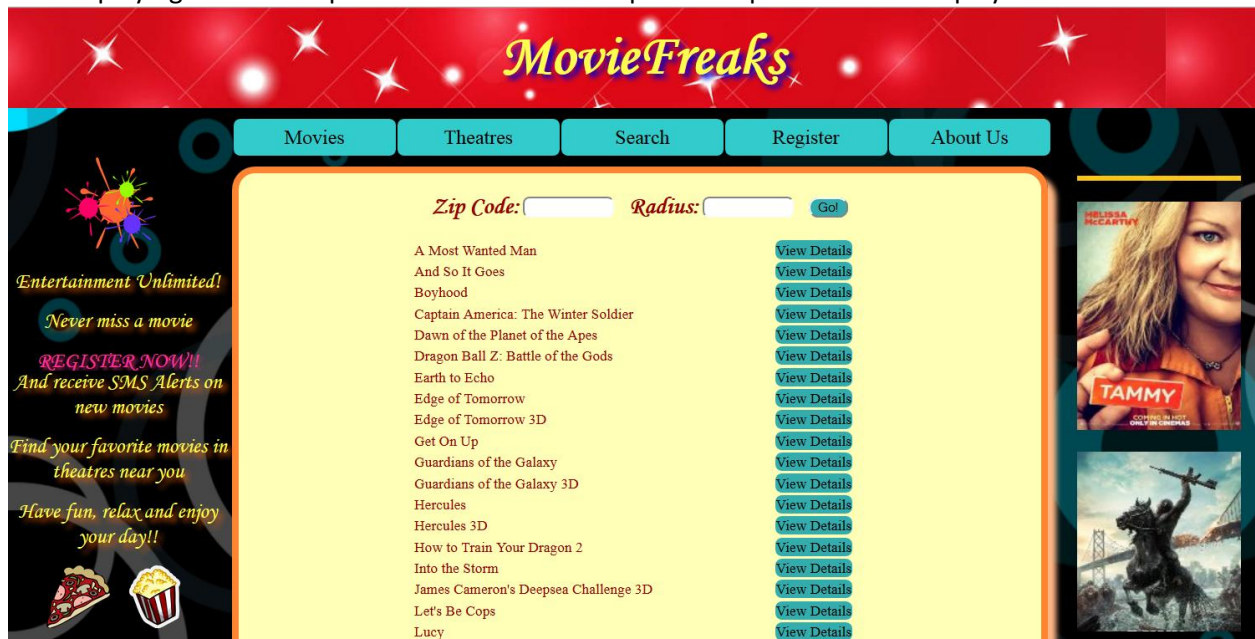 MovieFreaks
Movies Theatres Search Register About Us
Zip Code: Radius: Go!
Entertainment Unlimited!
Never miss a movie
REGISTER NOW!!
And receive SMS Alerts on
new movies
Find your favorite movies in
theatres near you
Have fun, relax and enjoy
your day!!
A Most Wanted Man View Details
And So It Goes View Details
Boyhood View Details
Captain America: The Winter Soldier View Details
Dawn of the Planet of the Apes View Details
Dragon Ball Z: Battle of the Gods View Details
Earth to Echo View Details
Edge of Tomorrow View Details
Edge of Tomorrow 3D View Details
Get On Up View Details
Guardians of the Galaxy View Details
Guardians of the Galaxy 3D View Details
Hercules View Details
Hercules 3D View Details
How to Train Your Dragon 2 View Details
Into the Storm View Details
James Cameron's Deepsea Challenge 3D View Details
Let's Be Cops View Details
Lucy View Details
MELISSA
McCARTHY
TAMMY
COMING IN HOT
ONLY IN CINEMAS